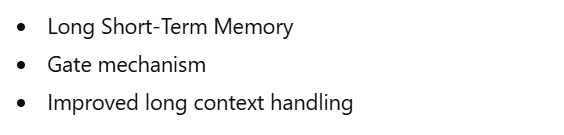 • Long Short-Term Memory
• Gate mechanism
• Improved long context handling